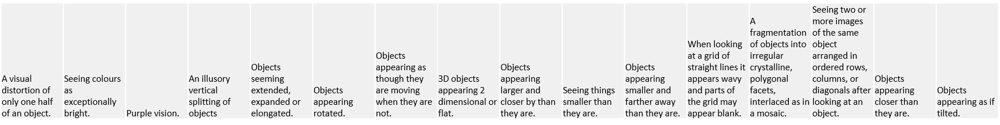 A visual
distortion of
only one half
of an object.
Seeing colours
as
exceptionally
bright.
Purple vision.
An illusory
vertical
splitting of
objects
Objects
seeming
extended,
expanded or
elongated.
Objects
appearing
rotated.
Objects
appearing as
though they
are moving
when they are
not.
3D objects
appearing 2
dimensional or
flat.
Objects
appearing
larger and
closer by than
they are.
Seeing things
smaller than
they are.
Objects
appearing
smaller and
farther away
than they are.
When looking
at a grid of
straight lines it
appears wavy
and parts of
the grid may
appear blank.
A
fragmentation
of objects into
irregular
crystalline,
polygonal
facets,
interlaced as in
a mosaic.
Seeing two or
more images
of the same
object
arranged in
ordered rows,
columns, or
diagonals after
looking at an
object.
Objects
appearing
closer than
they are.
Objects
appearing as if
tilted.